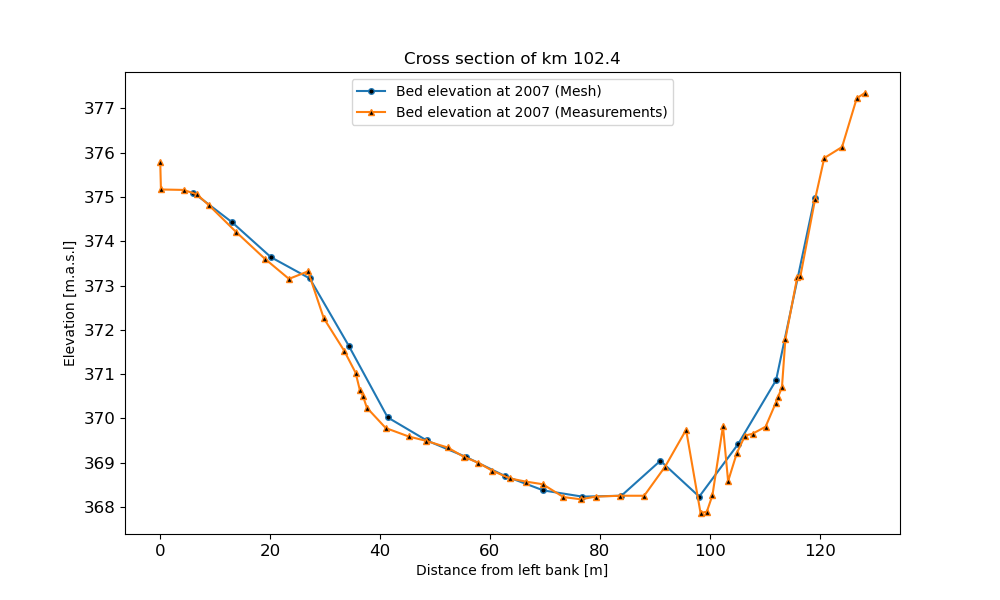 Cross section of km 102.4
Bed elevation at 2007 (Mesh)
Bed elevation at 2007 (Measurements)
377
376
375
374
373
372
371
370
369
368
Elevation [m.a.s.l]
0 20 40 60 80 100 120
Distance from left bank [m]